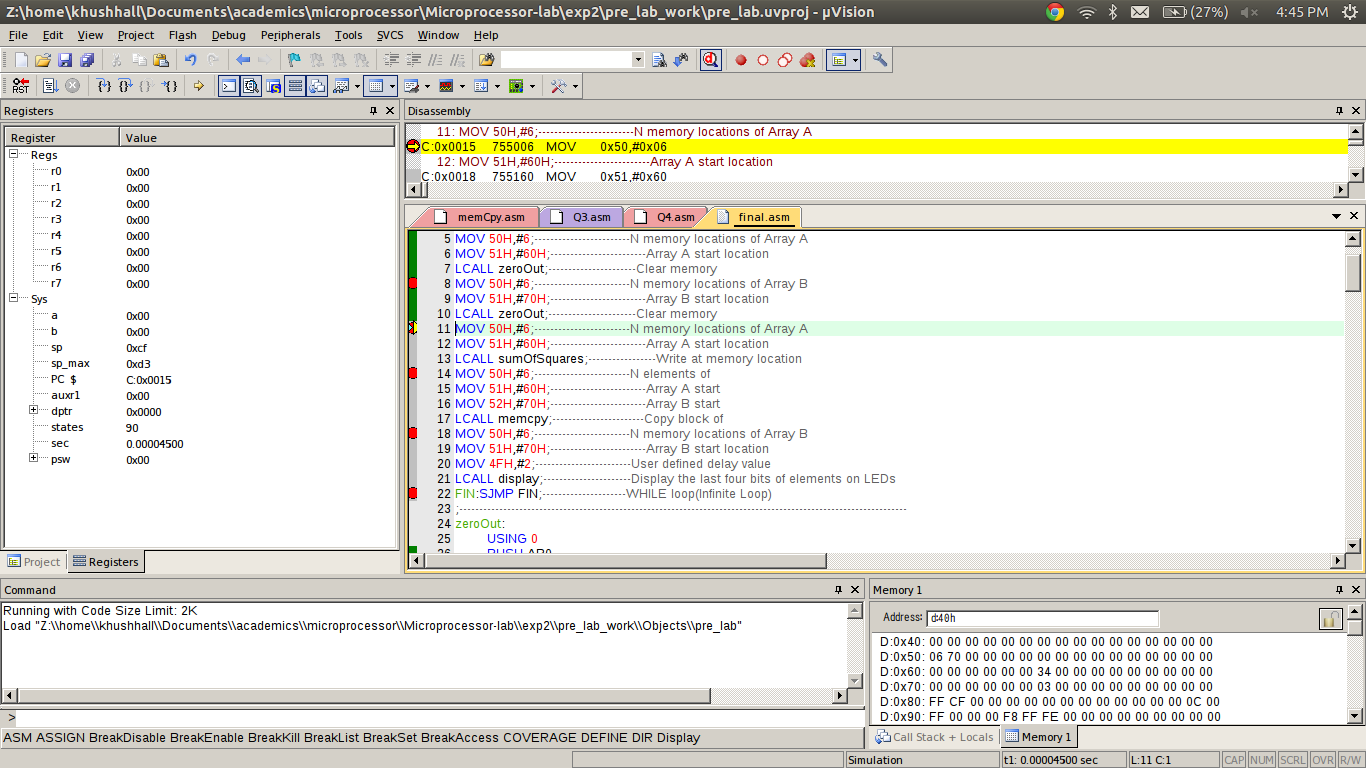 Z:\home\khushhall\Documents\academics\microprocessor\Microprocessor-lab\exp2\pre_lab_work\pre_lab.uvproj - µVision
(27%) 4:45 PM
File Edit View Project Flash Debug Peripherals Tools SVCS Window Help
RST
Registers
Register Value
Regs
r0 0x00
r1 0x00
r2 0x00
r3 0x00
r4 0x00
r5 0x00
r6 0x00
r7 0x00
Sys
a 0x00
b 0x00
sp 0xcf
sp_max 0xd3
PC $ C:0x0015
auxr1 0x00
dptr 0x0000
states 90
sec 0.00004500
psw 0x00
Project Registers
Disassembly
11: MOV 50H,#6;------------------------N memory locations of Array A
C:0x0015 755006 MOV 0x50,#0x06
12: MOV 51H,#60H;------------------------Array A start location
C:0x0018 755160 MOV 0x51,#0x60
memCpy.asm Q3.asm Q4.asm final.asm
5 MOV 50H,#6;------------------------N memory locations of Array A
6 MOV 51H,#60H;------------------------Array A start location
7 LCALL zeroOut;----------------------Clear memory
8 MOV 50H,#6;------------------------N memory locations of Array B
9 MOV 51H,#70H;------------------------Array B start location
10 LCALL zeroOut;----------------------Clear memory
11 MOV 50H,#6;------------------------N memory locations of Array A
12 MOV 51H,#60H;------------------------Array A start location
13 LCALL sumOfSquares;-----------------Write at memory location
14 MOV 50H,#6;------------------------N elements of
15 MOV 51H,#60H;------------------------Array A start
16 MOV 52H,#70H;------------------------Array B start
17 LCALL memcpy;-----------------------Copy block of
18 MOV 50H,#6;------------------------N memory locations of Array B
19 MOV 51H,#70H;------------------------Array B start location
20 MOV 4FH,#2;------------------------User defined delay value
21 LCALL display;----------------------Display the last four bits of elements on LEDs
22 FIN:SJMP FIN;---------------------WHILE loop(Infinite Loop)
23 ;----------------------------------------------------------------------------------------------------------------
24 zeroOut:
25 USING 0
26 PUSH AR0
Command
Running with Code Size Limit: 2K
Load "Z:\\home\\khushhall\\Documents\\academics\\microprocessor\\Microprocessor-lab\\exp2\\pre_lab_work\\Objects\\pre_lab"
>
ASM ASSIGN BreakDisable BreakEnable BreakKill BreakList BreakSet BreakAccess COVERAGE DEFINE DIR Display
Memory 1
Address: d:40h
D:0x40: 00 00 00 00 00 00 00 00 00 00 00 00 00 00 00 00
D:0x50: 06 70 00 00 00 00 00 00 00 00 00 00 00 00 00 00
D:0x60: 00 00 00 00 00 00 34 00 00 00 00 00 00 00 00 00
D:0x70: 00 00 00 00 00 00 03 00 00 00 00 00 00 00 00 00
D:0x80: FF CF 00 00 00 00 00 00 00 00 00 00 00 00 0C 00
D:0x90: FF 00 00 00 F8 FF FE 00 00 00 00 00 00 00 00 00
Call Stack + Locals Memory 1
Simulation t1: 0.00004500 sec L:11 C:1 CAP NUM SCRL OVR R/W